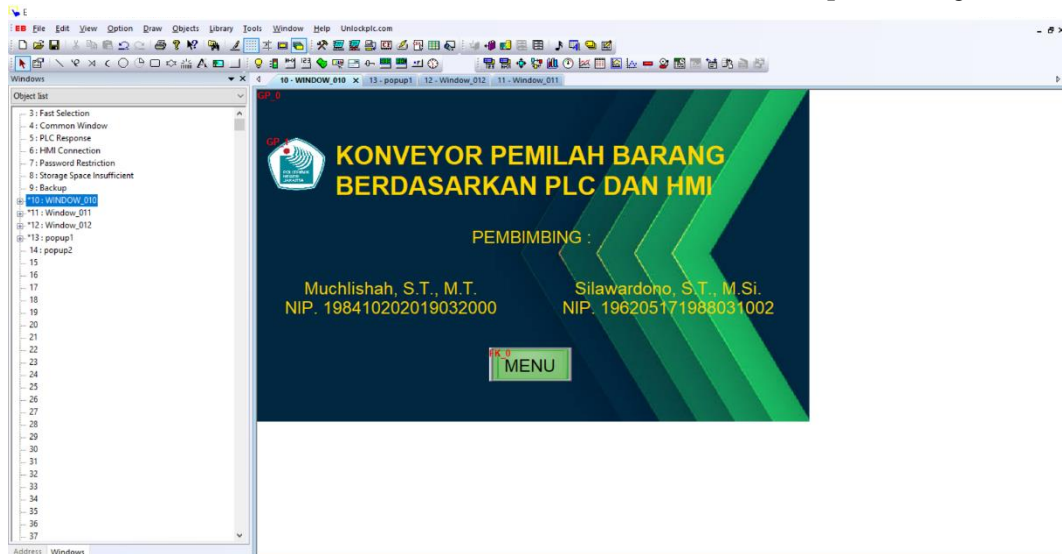 E
EB File Edit View Option Draw Objects Library Tools Window Help Unlockplc.com
Windows
10 - WINDOW_010 13 - popup1 12 - Window_012 11 - Window_011
Object list
3 : Fast Selection
4 : Common Window
5 : PLC Response
6 : HMI Connection
7 : Password Restriction
8 : Storage Space Insufficient
9 : Backup
*10 : WINDOW_010
*11 : Window_011
*12 : Window_012
*13 : popup1
14 : popup2
15
16
17
18
19
20
21
22
23
24
25
26
27
28
29
30
31
32
33
34
35
36
37
Address Windows
GP_0
KONVEYOR PEMILAH BARANG
BERDASARKAN PLC DAN HMI
PEMBIMBING :
Muchlishah, S.T., M.T.
NIP. 198410202019032000
Silawardono, S.T., M.Si.
NIP. 196205171988031002
FK_0
MENU